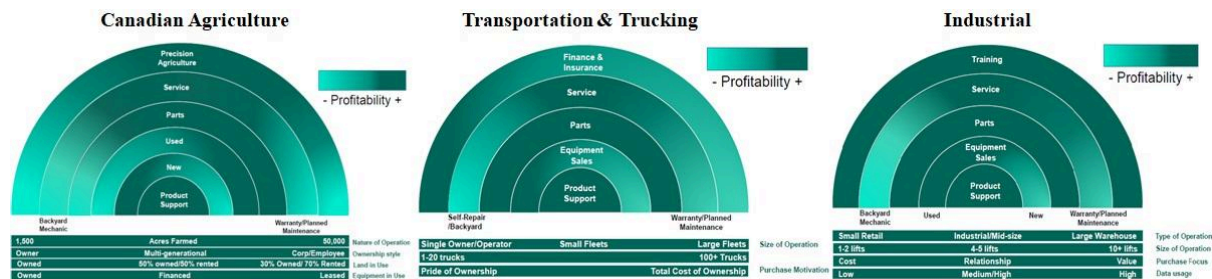 Canadian Agriculture
Precision
Agriculture
Service
Parts
Used
New
Product
Support
- Profitability +
Backyard
Mechanic
Warranty/Planned
Maintenance
1,500 Acres Farmed 50,000 Nature of Operation
Owner Multi-generational Corp/Employee Ownership style
Owned 50% owned/50% rented 30% Owned/ 70% Rented Land in Use
Owned Financed Leased Equipment in Use
Transportation & Trucking
Finance &
Insurance
Service
Parts
Equipment
Sales
Product
Support
- Profitability +
Self-Repair
/Backyard
Warranty/Planned
Maintenance
Single Owner/Operator Small Fleets Large Fleets Size of Operation
1-20 trucks 100+ Trucks
Pride of Ownership Total Cost of Ownership Purchase Motivation
Industrial
Training
Service
Parts
Equipment
Sales
Product
Support
- Profitability +
Backyard
Mechanic
Used
New
Warranty/Planned
Maintenance
Small Retail Industrial/Mid-size Large Warehouse Type of Operation
1-2 lifts 4-5 lifts 10+ lifts Size of Operation
Cost Relationship Value Purchase Focus
Low Medium/High High Data usage